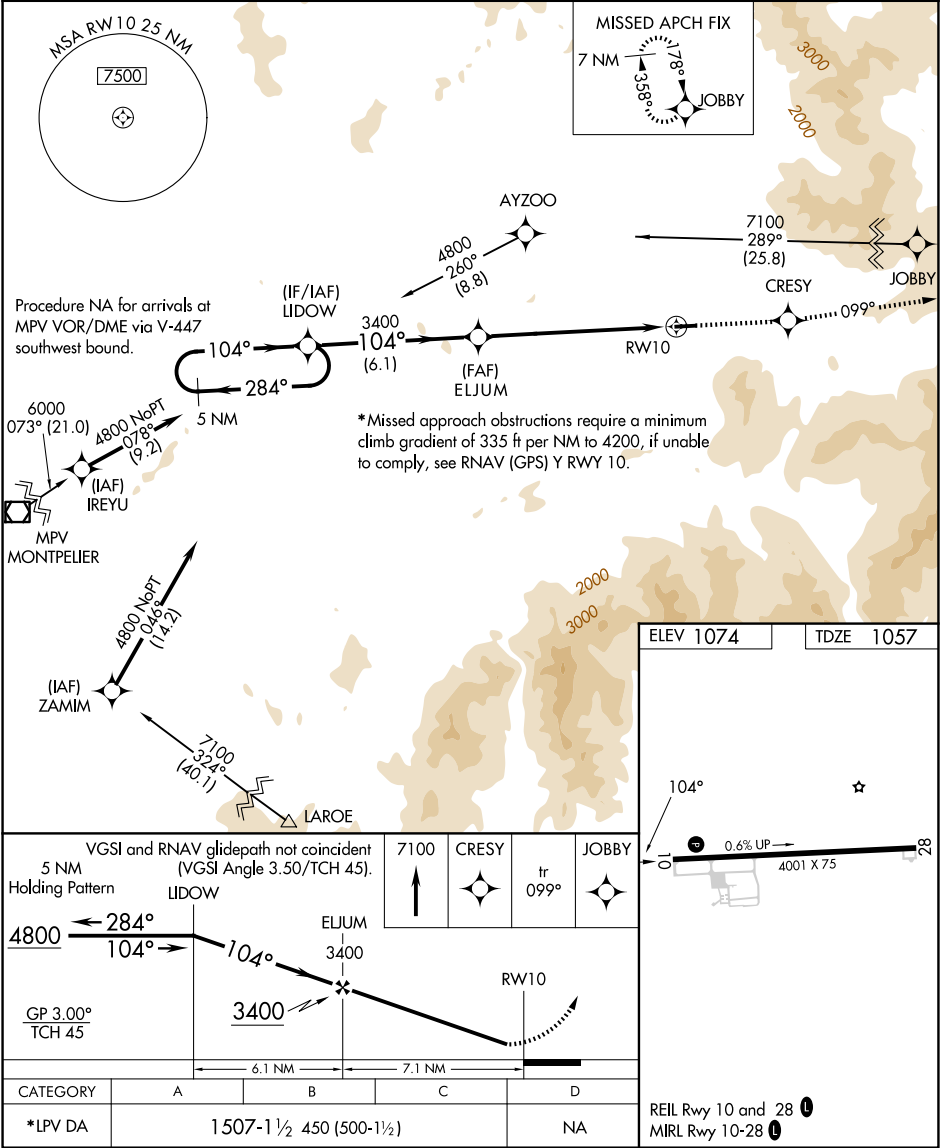 MSA RW10 25 NM
7500
MISSED APCH FIX
7 NM
178°
358°
JOBBY
3000
2000
AYZOO
4800
260°
(8.8)
7100
289°
(25.8)
JOBBY
CRESY
099°
RW10
Procedure NA for arrivals at
MPV VOR/DME via V-447
southwest bound.
(IF/IAF)
LIDOW
104°
284°
5 NM
3400
104°
(6.1)
(FAF)
ELJUM
6000
073° (21.0)
4800 NoPT
078°
(9.2)
(IAF)
IREYU
MPV
MONTPELIER
*Missed approach obstructions require a minimum
climb gradient of 335 ft per NM to 4200, if unable
to comply, see RNAV (GPS) Y RWY 10.
4800 NoPT
046°
(14.2)
(IAF)
ZAMIM
7100
324°
(40.1)
LAROE
2000
3000
ELEV 1074
TDZE 1057
104°
P
0.6% UP
10
4001 X 75
28
REIL Rwy 10 and 28 L
MIRL Rwy 10-28 L
VGSI and RNAV glidepath not coincident
(VGSI Angle 3.50/TCH 45).
5 NM
Holding Pattern
LIDOW
7100
CRESY
tr
099°
JOBBY
4800
284°
104°
104°
ELJUM
3400
3400
RW10
GP 3.00°
TCH 45
6.1 NM
7.1 NM
CATEGORY A B C D
*LPV DA 1507-1½ 450 (500-1½) NA